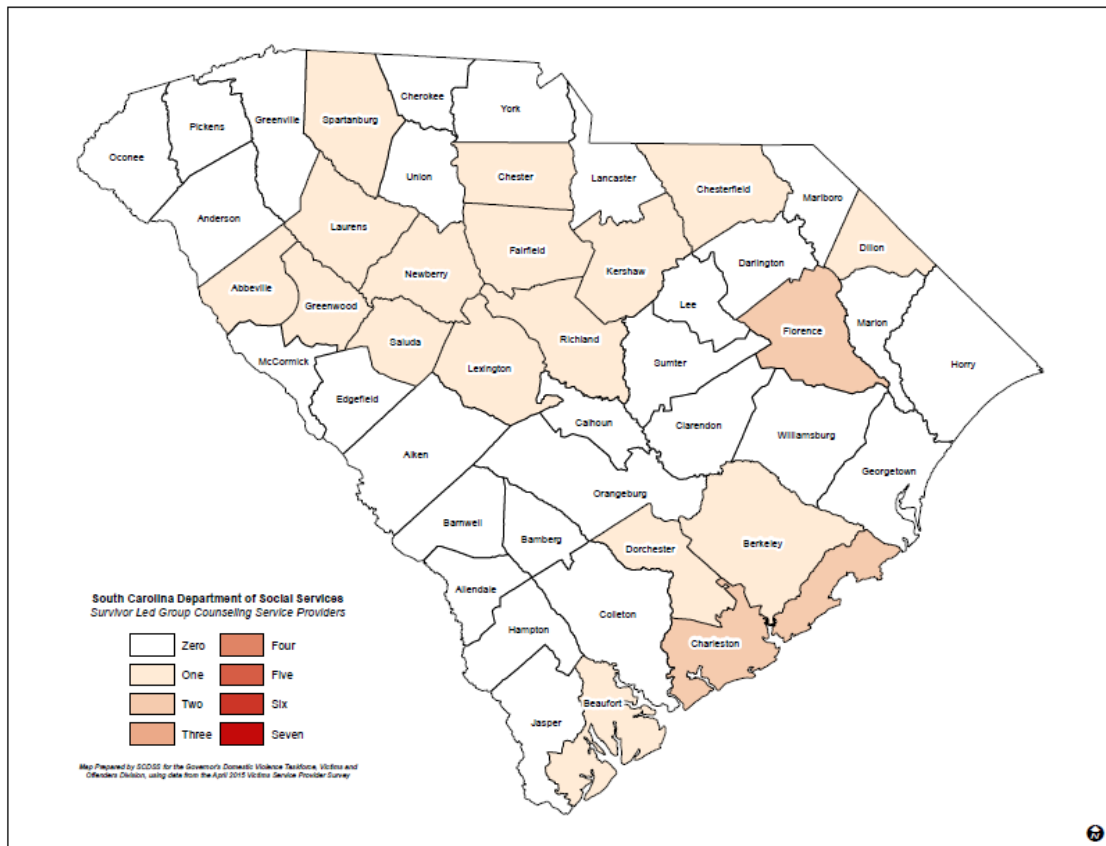 Cherokee
York
Spartanburg
Greenville
Pickens
Oconee
Union
Chester
Lancaster
Chesterfield
Marlboro
Anderson
Laurens
Dillon
Fairfield
Darlington
Newberry
Kershaw
Abbeville
Greenwood
Lee
Florence
Marion
Saluda
Richland
McCormick
Lexington
Sumter
Horry
Edgefield
Calhoun
Clarendon
Williamsburg
Aiken
Georgetown
Orangeburg
Barnwell
Bamberg
Dorchester
Berkeley
Allendale
Colleton
Hampton
Charleston
Beaufort
Jasper
South Carolina Department of Social Services
Survivor Led Group Counseling Service Providers
Zero
Four
One
Five
Two
Six
Three
Seven
Map Prepared by SCDSS for the Governor's Domestic Violence Taskforce, Victims and
Offenders Division, using data from the April 2015 Victims Service Provider Survey